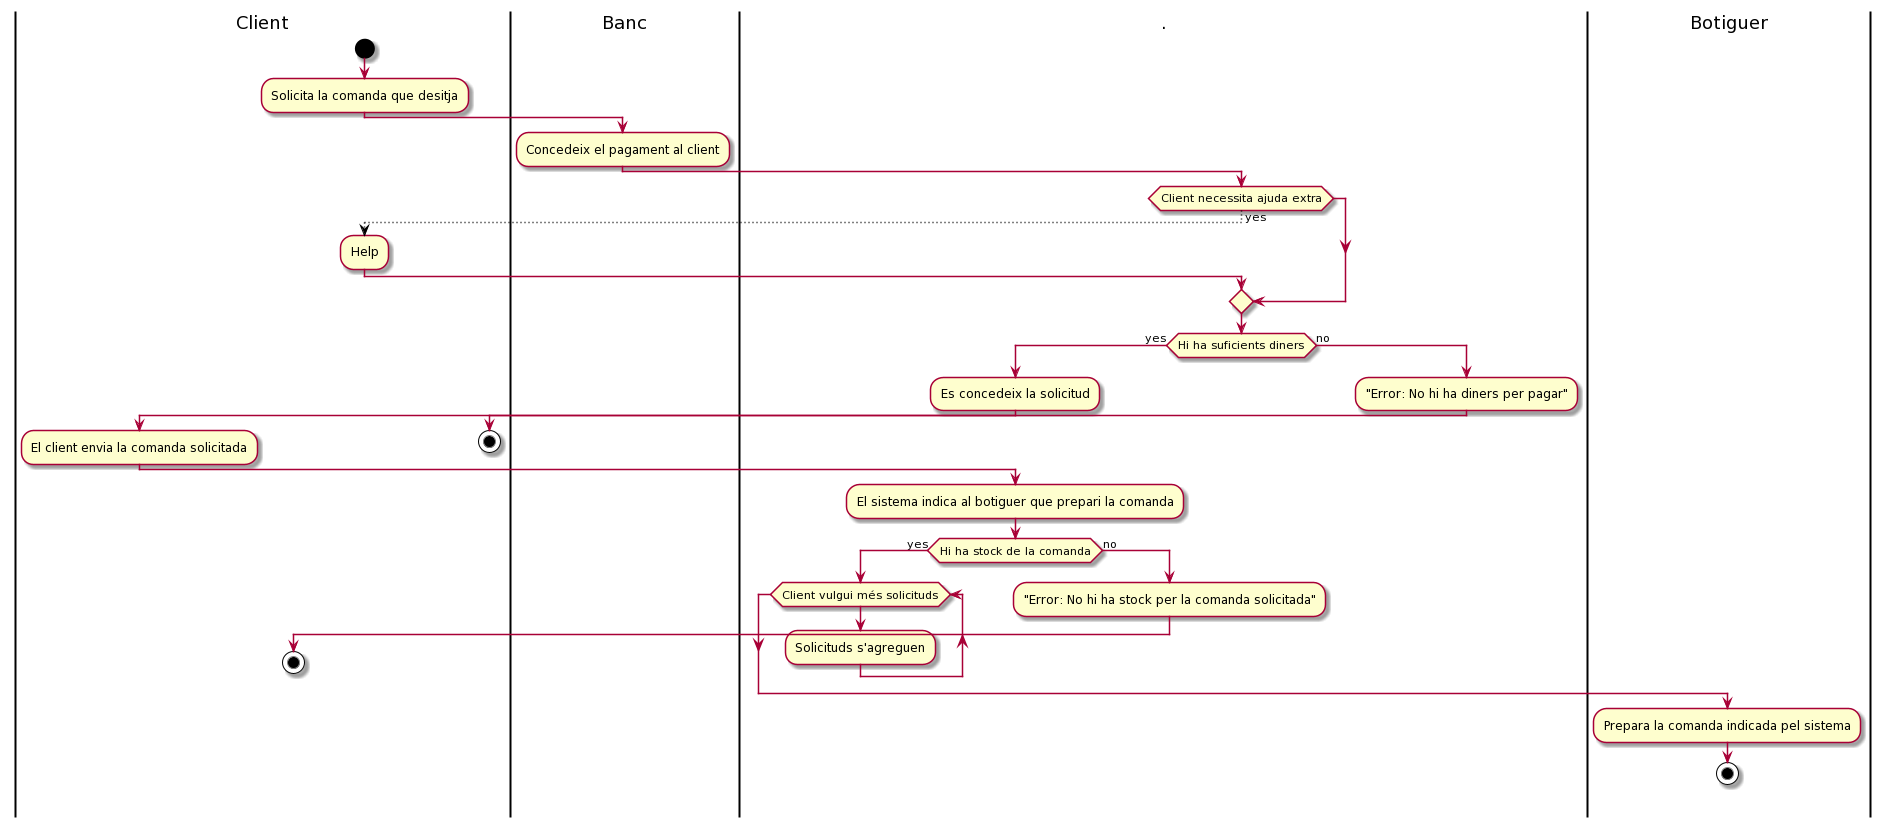 Client
Banc
.
Botiguer
Solicita la comanda que desitja
Concedeix el pagament al client
Client necessita ajuda extra
yes
Help
yes
Hi ha suficients diners
no
Es concedeix la solicitud
"Error: No hi ha diners per pagar"
El client envia la comanda solicitada
El sistema indica al botiguer que prepari la comanda
yes
Hi ha stock de la comanda
no
Client vulgui més solicituds
"Error: No hi ha stock per la comanda solicitada"
Solicituds s'agreguen
Prepara la comanda indicada pel sistema